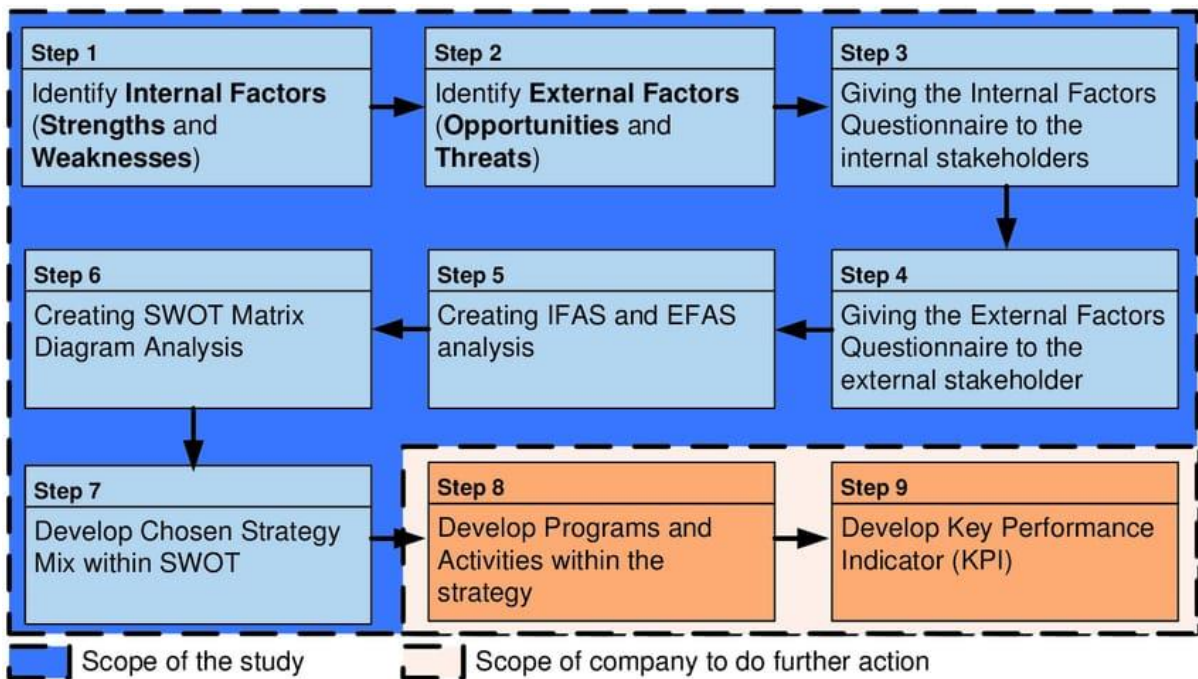 Step 1
Identify Internal Factors
(Strengths and
Weaknesses)
Step 2
Identify External Factors
(Opportunities and
Threats)
Step 3
Giving the Internal Factors
Questionnaire to the
internal stakeholders
Step 4
Giving the External Factors
Questionnaire to the
external stakeholder
Step 5
Creating IFAS and EFAS
analysis
Step 6
Creating SWOT Matrix
Diagram Analysis
Step 7
Develop Chosen Strategy
Mix within SWOT
Step 8
Develop Programs and
Activities within the
strategy
Step 9
Develop Key Performance
Indicator (KPI)
Scope of the study
Scope of company to do further action